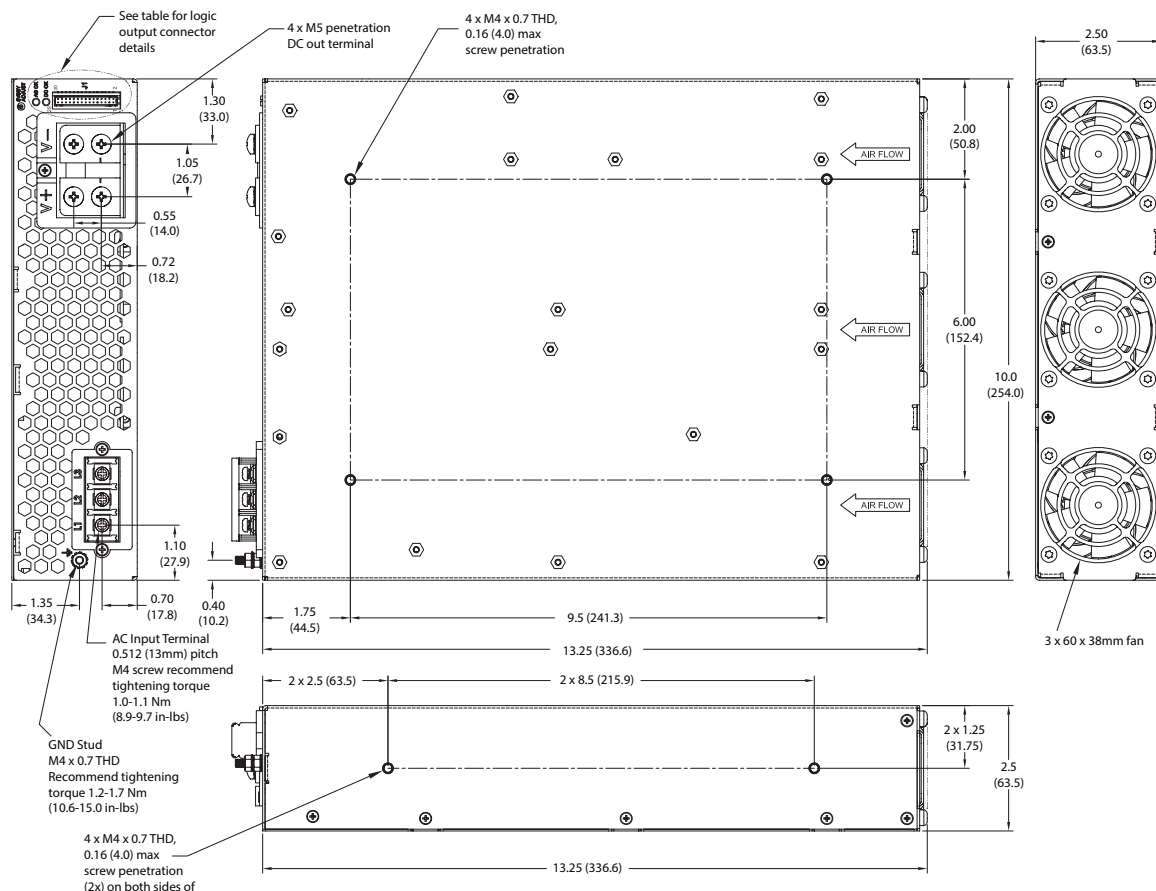 See table for logic
output connector
details
4 x M5 penetration
DC out terminal
4 x M4 x 0.7 THD,
0.16 (4.0) max
screw penetration
2.50
(63.5)
AC OK
DC OK
J1
V ADJUST
V−
V+
1.30
(33.0)
1.05
(26.7)
0.55
(14.0)
0.72
(18.2)
AIR FLOW
AIR FLOW
AIR FLOW
2.00
(50.8)
6.00
(152.4)
10.0
(254.0)
L3
L2
L1
1.10
(27.9)
1.35
(34.3)
0.70
(17.8)
0.40
(10.2)
1.75
(44.5)
9.5 (241.3)
13.25 (336.6)
3 x 60 x 38mm fan
AC Input Terminal
0.512 (13mm) pitch
M4 screw recommend
tightening torque
1.0-1.1 Nm
(8.9-9.7 in-lbs)
GND Stud
M4 x 0.7 THD
Recommend tightening
torque 1.2-1.7 Nm
(10.6-15.0 in-lbs)
2 x 2.5 (63.5)
2 x 8.5 (215.9)
2 x 1.25
(31.75)
2.5
(63.5)
4 x M4 x 0.7 THD,
0.16 (4.0) max
screw penetration
(2x) on both sides of
13.25 (336.6)